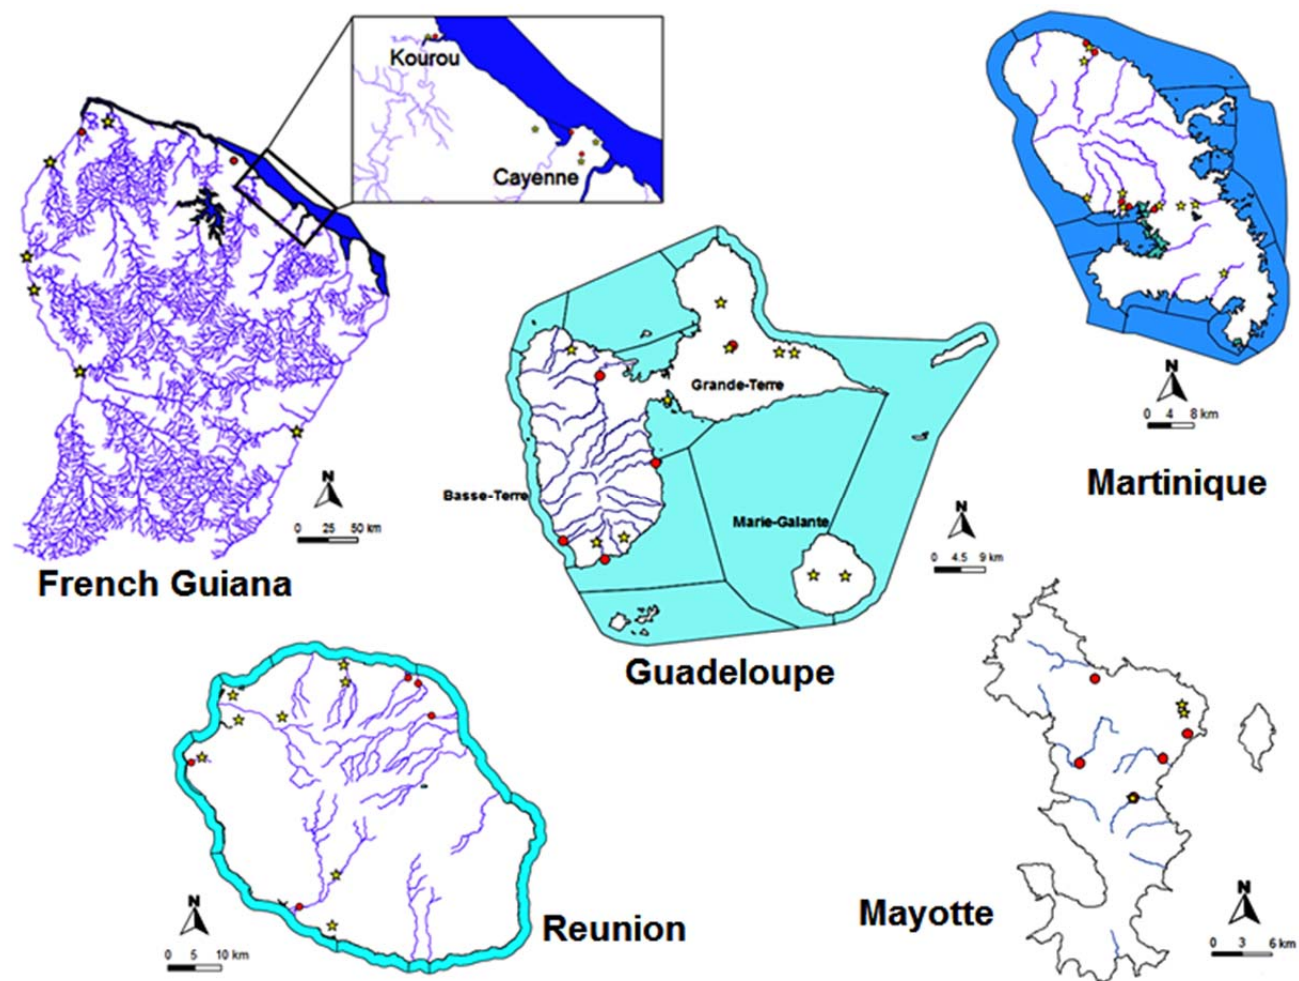 Kourou
Cayenne
N
0 25 50 km
French Guiana
Grande-Terre
Basse-Terre
Marie-Galante
N
0 4.5 9 km
Guadeloupe
N
0 4 8 km
Martinique
N
0 5 10 km
Reunion
N
0 3 6 km
Mayotte